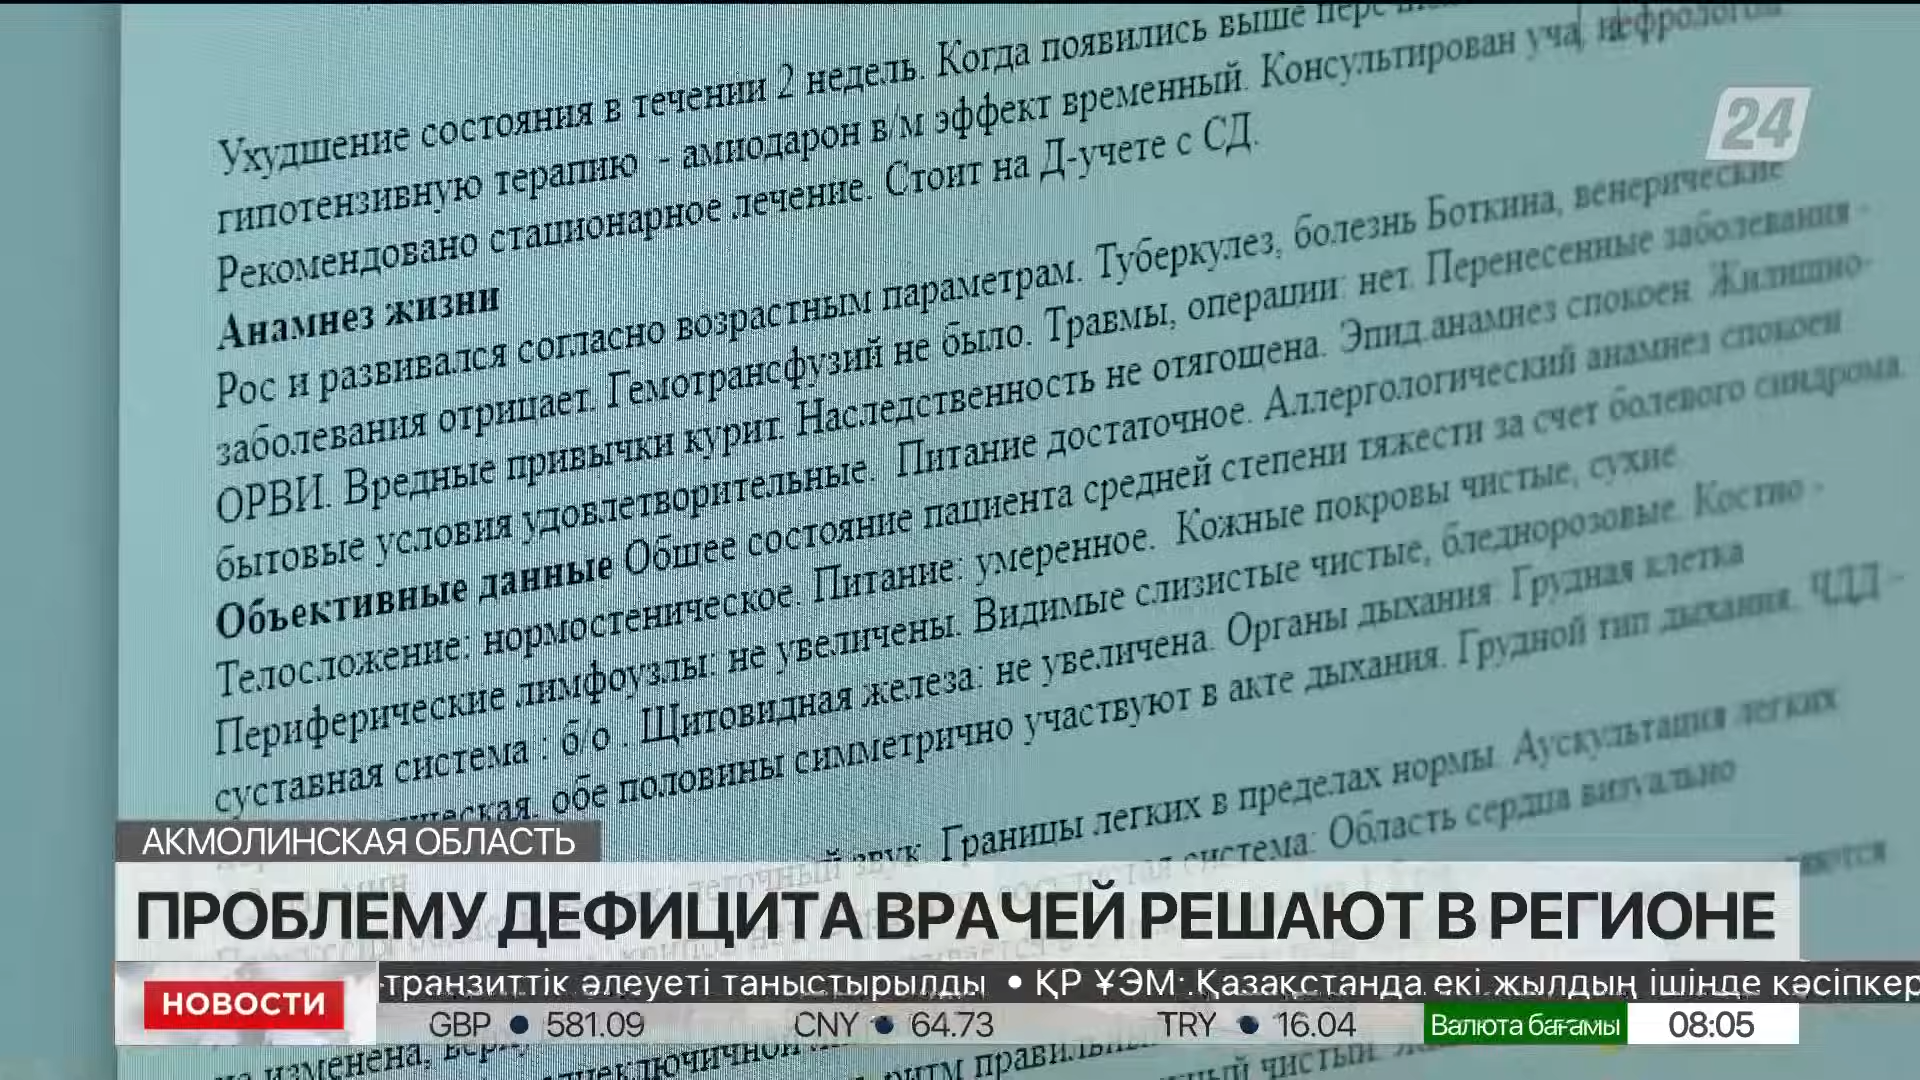 Ухудшение состояния в течении 2 недель. Когда появились выше
гипотензивную терапию - амиодарон в/м эффект временный. Консультирован уча, нефрологом
Рекомендовано стационарное лечение. Стоит на Д-учете с СД.
24
Анамнез жизни
Рос и развивался согласно возрастным параметрам. Туберкулез, болезнь Боткина, венерические
заболевания отрицает. Гемотрансфузий не было. Травмы, операции: нет. Перенесенные заболевания -
ОРВИ. Вредные привычки курит. Наследственность не отягощена. Эпид.анамнез спокоен. Жилищно-
бытовые условия удовлетворительные. Питание достаточное. Аллергологический анамнез спокоен
Объективные данные Общее состояние пациента средней степени тяжести за счет болевого синдрома.
Телосложение: нормостеническое. Питание: умеренное. Кожные покровы чистые, сухие.
Периферические лимфоузлы: не увеличены. Видимые слизистые чистые, бледнорозовые. Костно -
суставная система : б/о . Щитовидная железа: не увеличена. Органы дыхания: Грудная клетка
обе половины симметрично участвуют в акте дыхания. Грудной тип дыхания. ЧДД -
звук. Границы легких в пределах нормы. Аускультация легких
система: Область сердца визуально
АКМОЛИНСКАЯ ОБЛАСТЬ
ПРОБЛЕМУ ДЕФИЦИТА ВРАЧЕЙ РЕШАЮТ В РЕГИОНЕ
НОВОСТИ
транзиттік әлеуеті таныстырылды • ҚР ҰЭМ: Қазақстанда екі жылдың ішінде кәсіпкер
GBP 581.09 CNY 64.73 TRY 16.04 Валюта бағамы 08:05
ритм